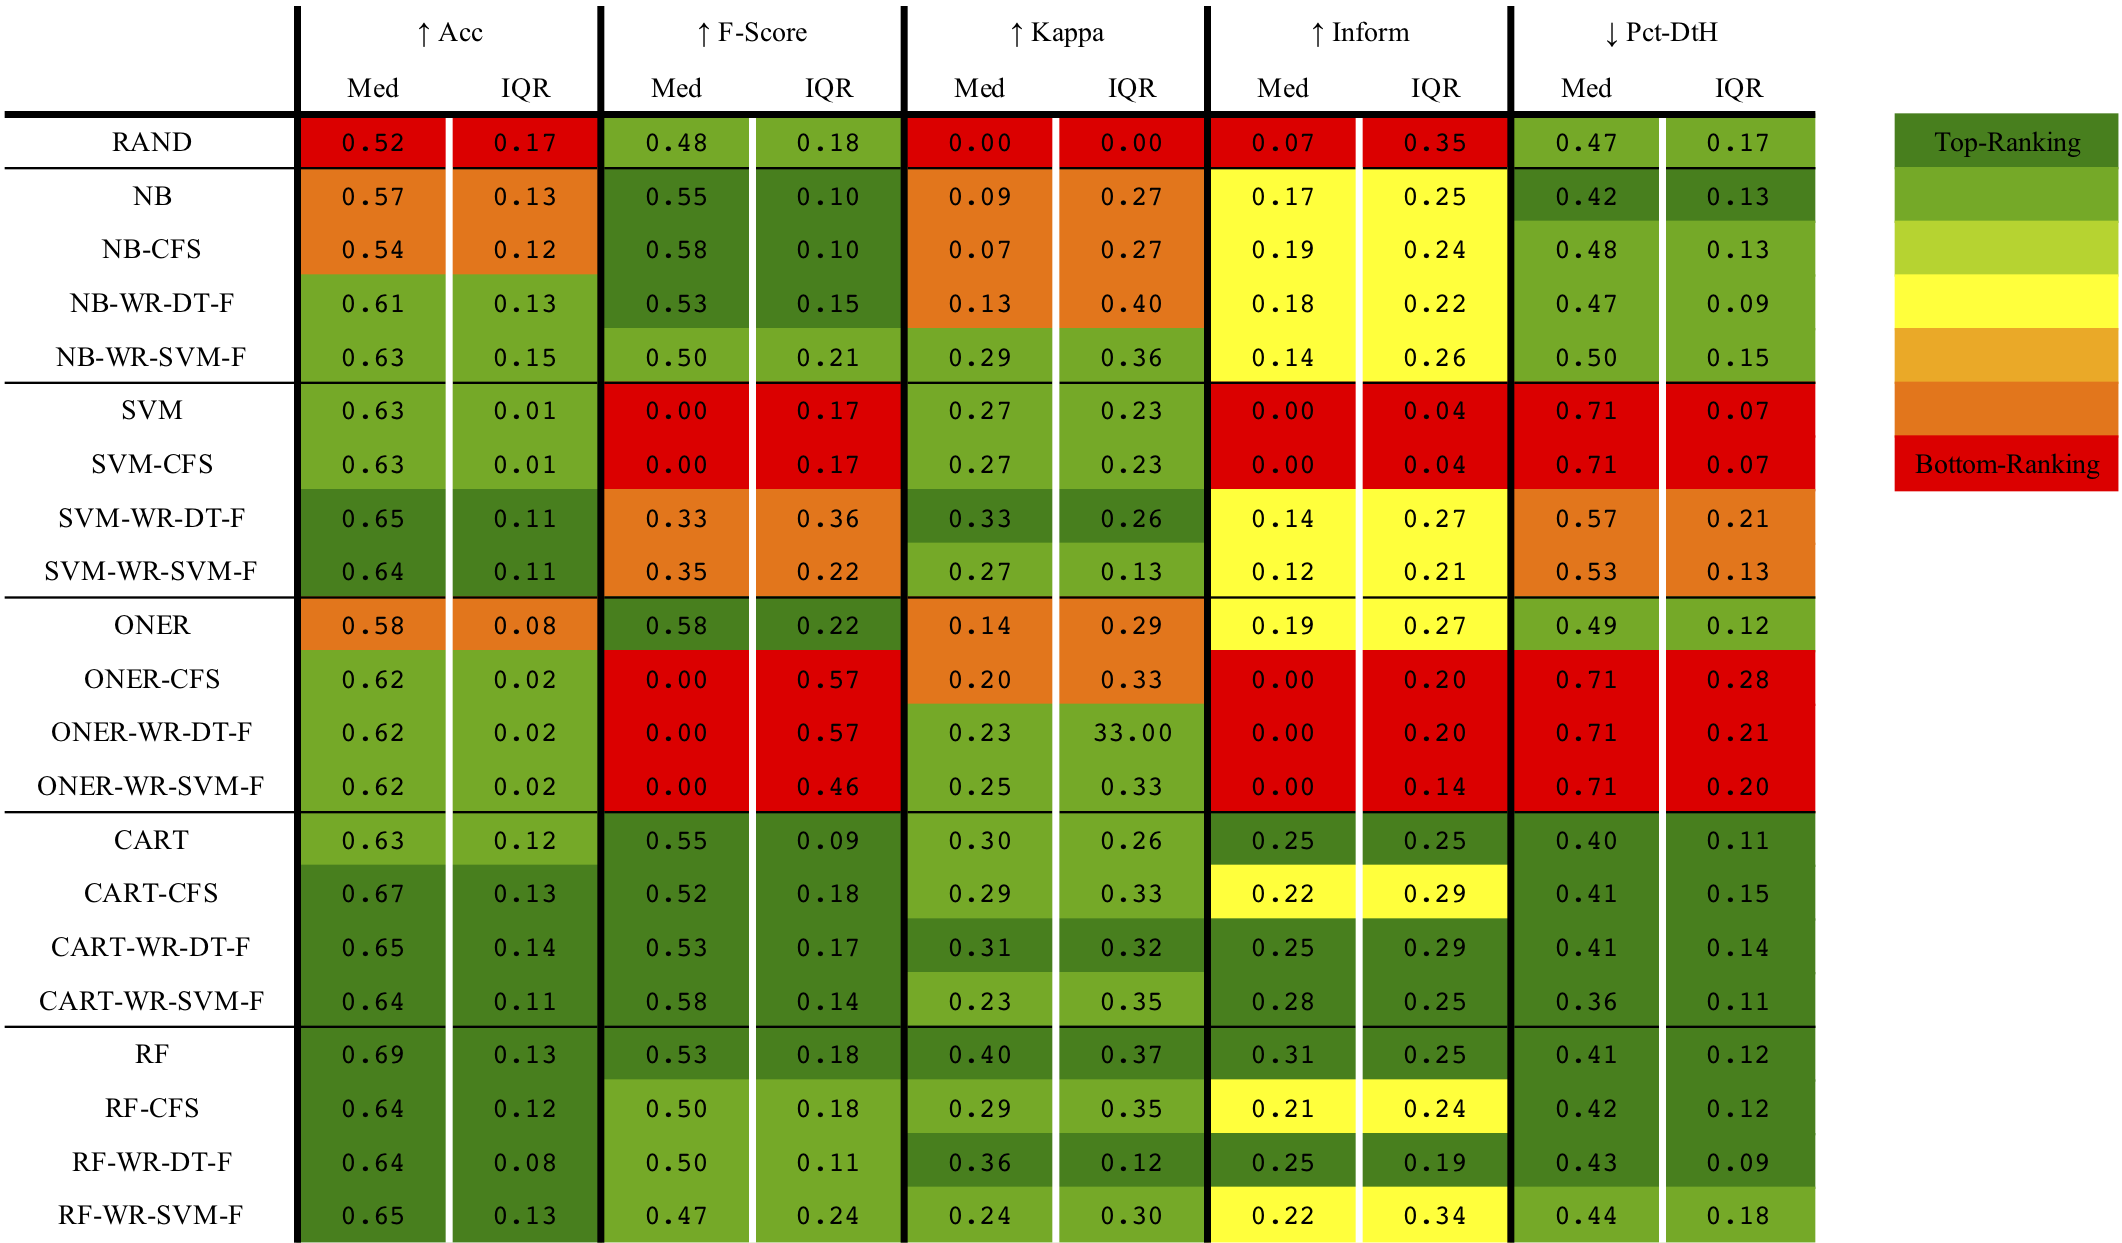 ↑ Acc ↑ F-Score ↑ Kappa ↑ Inform ↓ Pct-DtH
Med IQR Med IQR Med IQR Med IQR Med IQR
RAND 0.52 0.17 0.48 0.18 0.00 0.00 0.07 0.35 0.47 0.17 Top-Ranking
NB 0.57 0.13 0.55 0.10 0.09 0.27 0.17 0.25 0.42 0.13
NB-CFS 0.54 0.12 0.58 0.10 0.07 0.27 0.19 0.24 0.48 0.13
NB-WR-DT-F 0.61 0.13 0.53 0.15 0.13 0.40 0.18 0.22 0.47 0.09
NB-WR-SVM-F 0.63 0.15 0.50 0.21 0.29 0.36 0.14 0.26 0.50 0.15
SVM 0.63 0.01 0.00 0.17 0.27 0.23 0.00 0.04 0.71 0.07
SVM-CFS 0.63 0.01 0.00 0.17 0.27 0.23 0.00 0.04 0.71 0.07 Bottom-Ranking
SVM-WR-DT-F 0.65 0.11 0.33 0.36 0.33 0.26 0.14 0.27 0.57 0.21
SVM-WR-SVM-F 0.64 0.11 0.35 0.22 0.27 0.13 0.12 0.21 0.53 0.13
ONER 0.58 0.08 0.58 0.22 0.14 0.29 0.19 0.27 0.49 0.12
ONER-CFS 0.62 0.02 0.00 0.57 0.20 0.33 0.00 0.20 0.71 0.28
ONER-WR-DT-F 0.62 0.02 0.00 0.57 0.23 33.00 0.00 0.20 0.71 0.21
ONER-WR-SVM-F 0.62 0.02 0.00 0.46 0.25 0.33 0.00 0.14 0.71 0.20
CART 0.63 0.12 0.55 0.09 0.30 0.26 0.25 0.25 0.40 0.11
CART-CFS 0.67 0.13 0.52 0.18 0.29 0.33 0.22 0.29 0.41 0.15
CART-WR-DT-F 0.65 0.14 0.53 0.17 0.31 0.32 0.25 0.29 0.41 0.14
CART-WR-SVM-F 0.64 0.11 0.58 0.14 0.23 0.35 0.28 0.25 0.36 0.11
RF 0.69 0.13 0.53 0.18 0.40 0.37 0.31 0.25 0.41 0.12
RF-CFS 0.64 0.12 0.50 0.18 0.29 0.35 0.21 0.24 0.42 0.12
RF-WR-DT-F 0.64 0.08 0.50 0.11 0.36 0.12 0.25 0.19 0.43 0.09
RF-WR-SVM-F 0.65 0.13 0.47 0.24 0.24 0.30 0.22 0.34 0.44 0.18